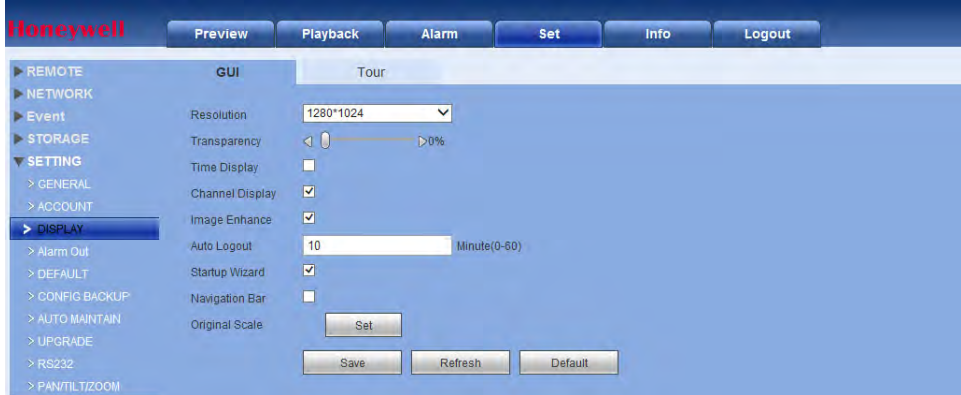 Honeywell
Preview Playback Alarm Set Info Logout
REMOTE
NETWORK
Event
STORAGE
SETTING
> GENERAL
> ACCOUNT
> DISPLAY
> Alarm Out
> DEFAULT
> CONFIG BACKUP
> AUTO MAINTAIN
> UPGRADE
> RS232
> PAN/TILT/ZOOM
GUI Tour
Resolution 1280*1024
Transparency 0%
Time Display
Channel Display
Image Enhance
Auto Logout 10 Minute(0-60)
Startup Wizard
Navigation Bar
Original Scale Set
Save Refresh Default